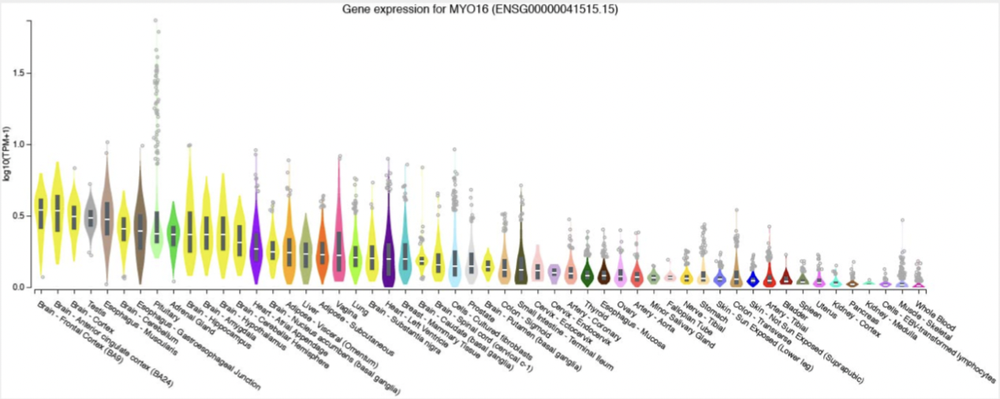 Gene expression for MYO16 (ENSG00000041515.15)
log10(TPM+1)
1.5
1.0
0.5
0.0
Brain - Frontal Cortex (BA9)
Brain - Anterior cingulate cortex (BA24)
Brain - Cortex
Testis
Esophagus - Muscularis
Brain - Cerebellum
Esophagus - Gastroesophageal Junction
Pituitary
Adrenal Gland
Brain - Hippocampus
Brain - Amygdala
Brain - Hypothalamus
Brain - Cerebellar Hemisphere
Heart - Atrial Appendage
Brain - Nucleus accumbens (basal ganglia)
Adipose - Visceral (Omentum)
Liver
Adipose - Subcutaneous
Vagina
Lung
Brain - Substantia nigra
Heart - Left Ventricle
Breast - Mammary Tissue
Brain - Caudate (basal ganglia)
Brain - Spinal cord (cervical c-1)
Cells - Cultured fibroblasts
Prostate
Brain - Putamen (basal ganglia)
Colon - Sigmoid
Small Intestine - Terminal Ileum
Cervix - Ectocervix
Cervix - Endocervix
Artery - Coronary
Thyroid
Esophagus - Mucosa
Ovary
Artery - Aorta
Minor Salivary Gland
Fallopian Tube
Nerve - Tibial
Stomach
Skin - Sun Exposed (Lower leg)
Colon - Transverse
Skin - Not Sun Exposed (Suprapubic)
Artery - Tibial
Bladder
Spleen
Uterus
Kidney - Cortex
Pancreas
Kidney - Medulla
Cells - EBV-transformed lymphocytes
Muscle - Skeletal
Whole Blood